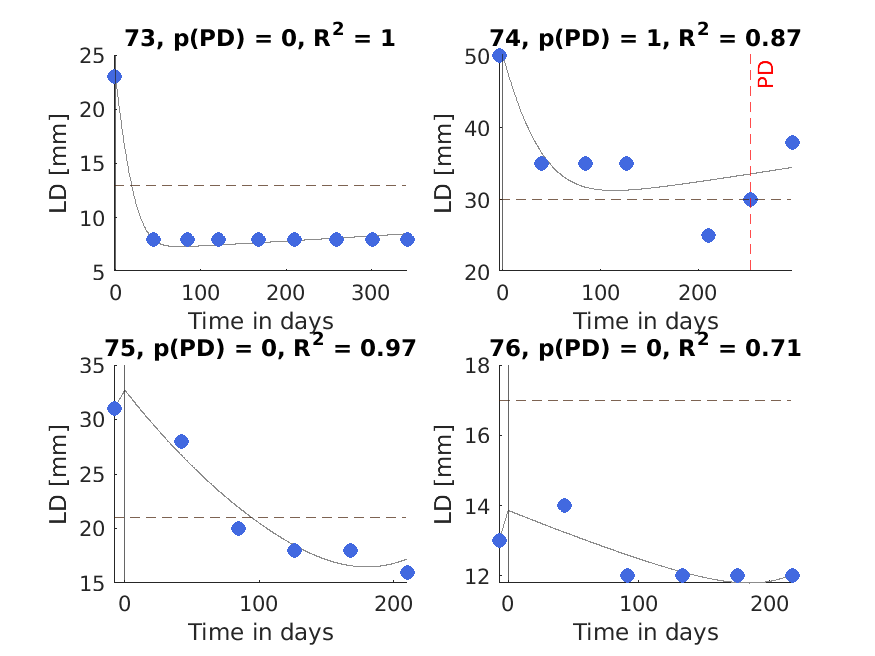 73, p(PD) = 0, R² = 1
25
20
15
10
5
LD [mm]
0
100
200
300
Time in days
74, p(PD) = 1, R² = 0.87
PD
50
40
30
20
LD [mm]
0
100
200
Time in days
75, p(PD) = 0, R² = 0.97
35
30
25
20
15
LD [mm]
0
100
200
Time in days
76, p(PD) = 0, R² = 0.71
18
16
14
12
LD [mm]
0
100
200
Time in days